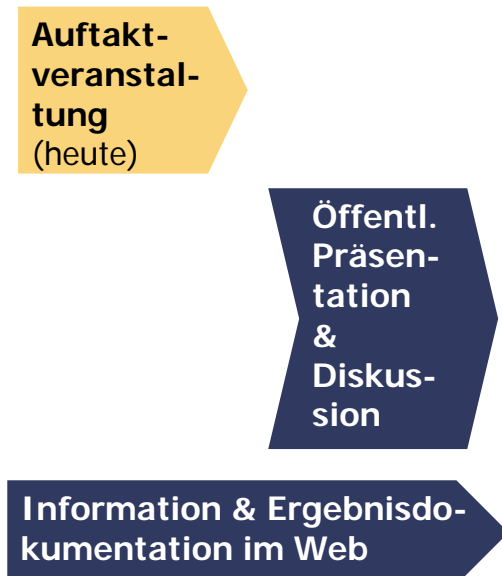 Auftakt-
veranstal-
tung
(heute)
Öffentl.
Präsen-
tation
&
Diskus-
sion
Information & Ergebnisdo-
kumentation im Web